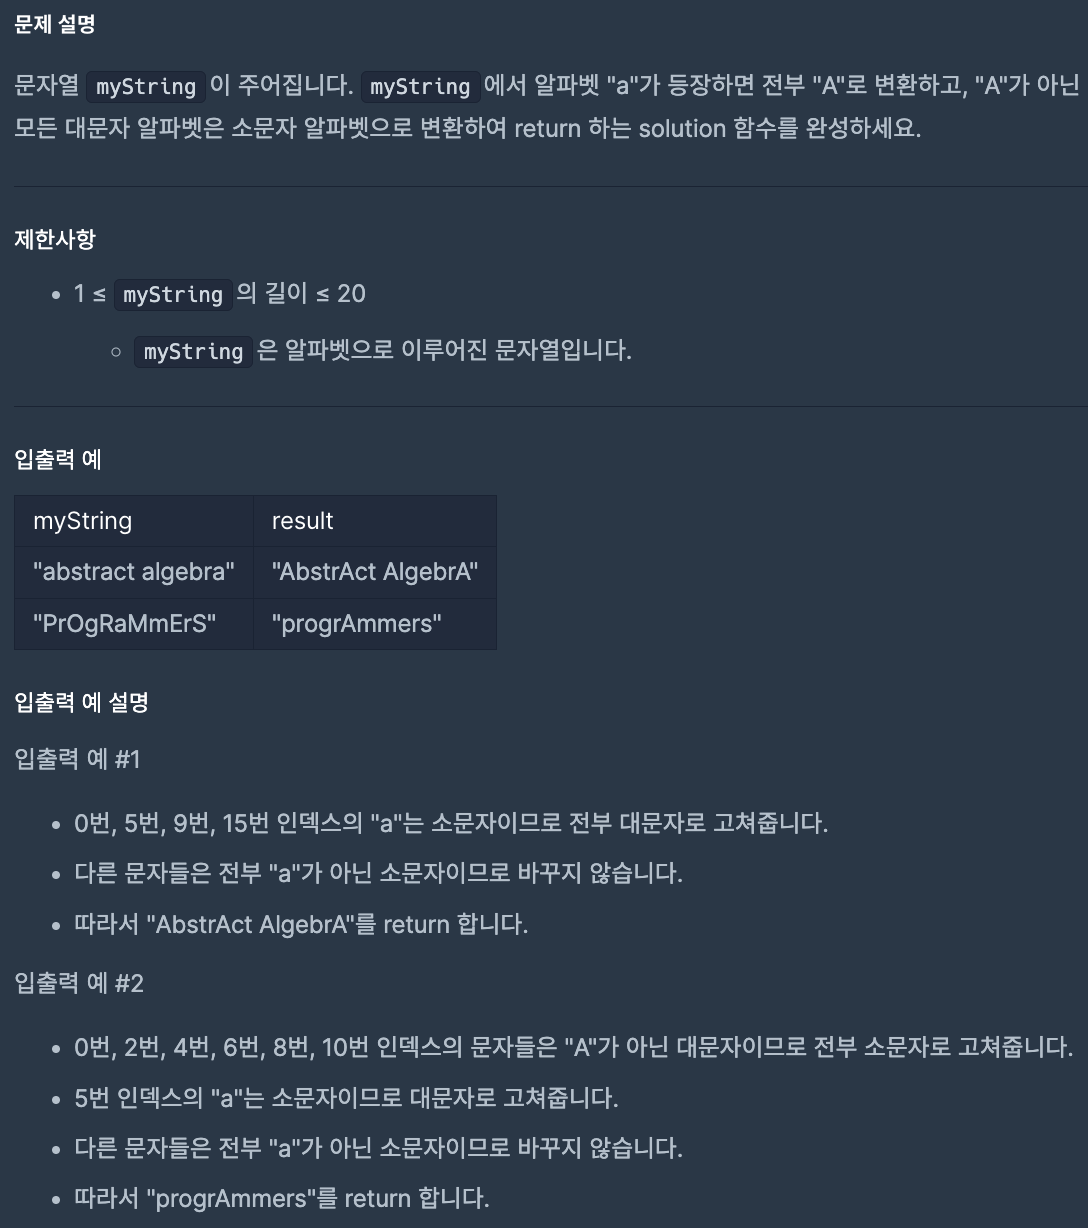 문제 설명
문자열 myString 이 주어집니다. myString 에서 알파벳 "a"가 등장하면 전부 "A"로 변환하고, "A"가 아닌
모든 대문자 알파벳은 소문자 알파벳으로 변환하여 return 하는 solution 함수를 완성하세요.
제한사항
• 1 ≤ myString 의 길이 ≤ 20
◦ myString 은 알파벳으로 이루어진 문자열입니다.
입출력 예
myString result
"abstract algebra" "AbstrAct AlgebrA"
"PrOgRaMmErS" "progrAmmers"
입출력 예 설명
입출력 예 #1
• 0번, 5번, 9번, 15번 인덱스의 "a"는 소문자이므로 전부 대문자로 고쳐줍니다.
• 다른 문자들은 전부 "a"가 아닌 소문자이므로 바꾸지 않습니다.
• 따라서 "AbstrAct AlgebrA"를 return 합니다.
입출력 예 #2
• 0번, 2번, 4번, 6번, 8번, 10번 인덱스의 문자들은 "A"가 아닌 대문자이므로 전부 소문자로 고쳐줍니다.
• 5번 인덱스의 "a"는 소문자이므로 대문자로 고쳐줍니다.
• 다른 문자들은 전부 "a"가 아닌 소문자이므로 바꾸지 않습니다.
• 따라서 "progrAmmers"를 return 합니다.